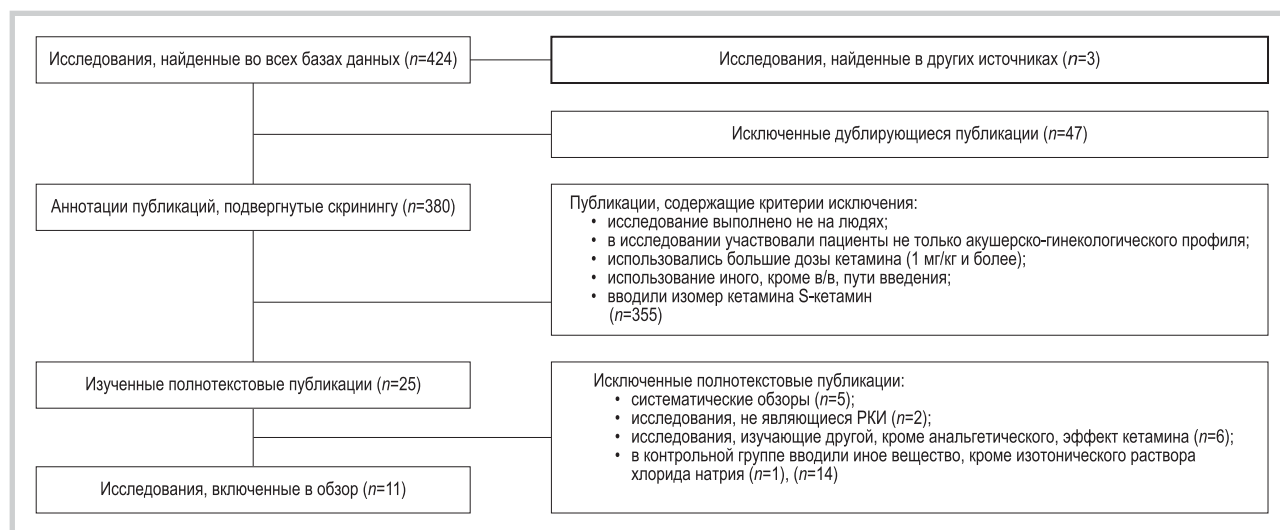 Исследования, найденные во всех базах данных (n=424)
Исследования, найденные в других источниках (n=3)
Исключенные дублирующиеся публикации (n=47)
Аннотации публикаций, подвергнутые скринингу (n=380)
Публикации, содержащие критерии исключения:
• исследование выполнено не на людях;
• в исследовании участвовали пациенты не только акушерско-гинекологического профиля;
• использовались большие дозы кетамина (1 мг/кг и более);
• использование иного, кроме в/в, пути введения;
• вводили изомер кетамина S-кетамин
(n=355)
Изученные полнотекстовые публикации (n=25)
Исключенные полнотекстовые публикации:
• систематические обзоры (n=5);
• исследования, не являющиеся РКИ (n=2);
• исследования, изучающие другой, кроме анальгетического, эффект кетамина (n=6);
• в контрольной группе вводили иное вещество, кроме изотонического раствора
хлорида натрия (n=1), (n=14)
Исследования, включенные в обзор (n=11)